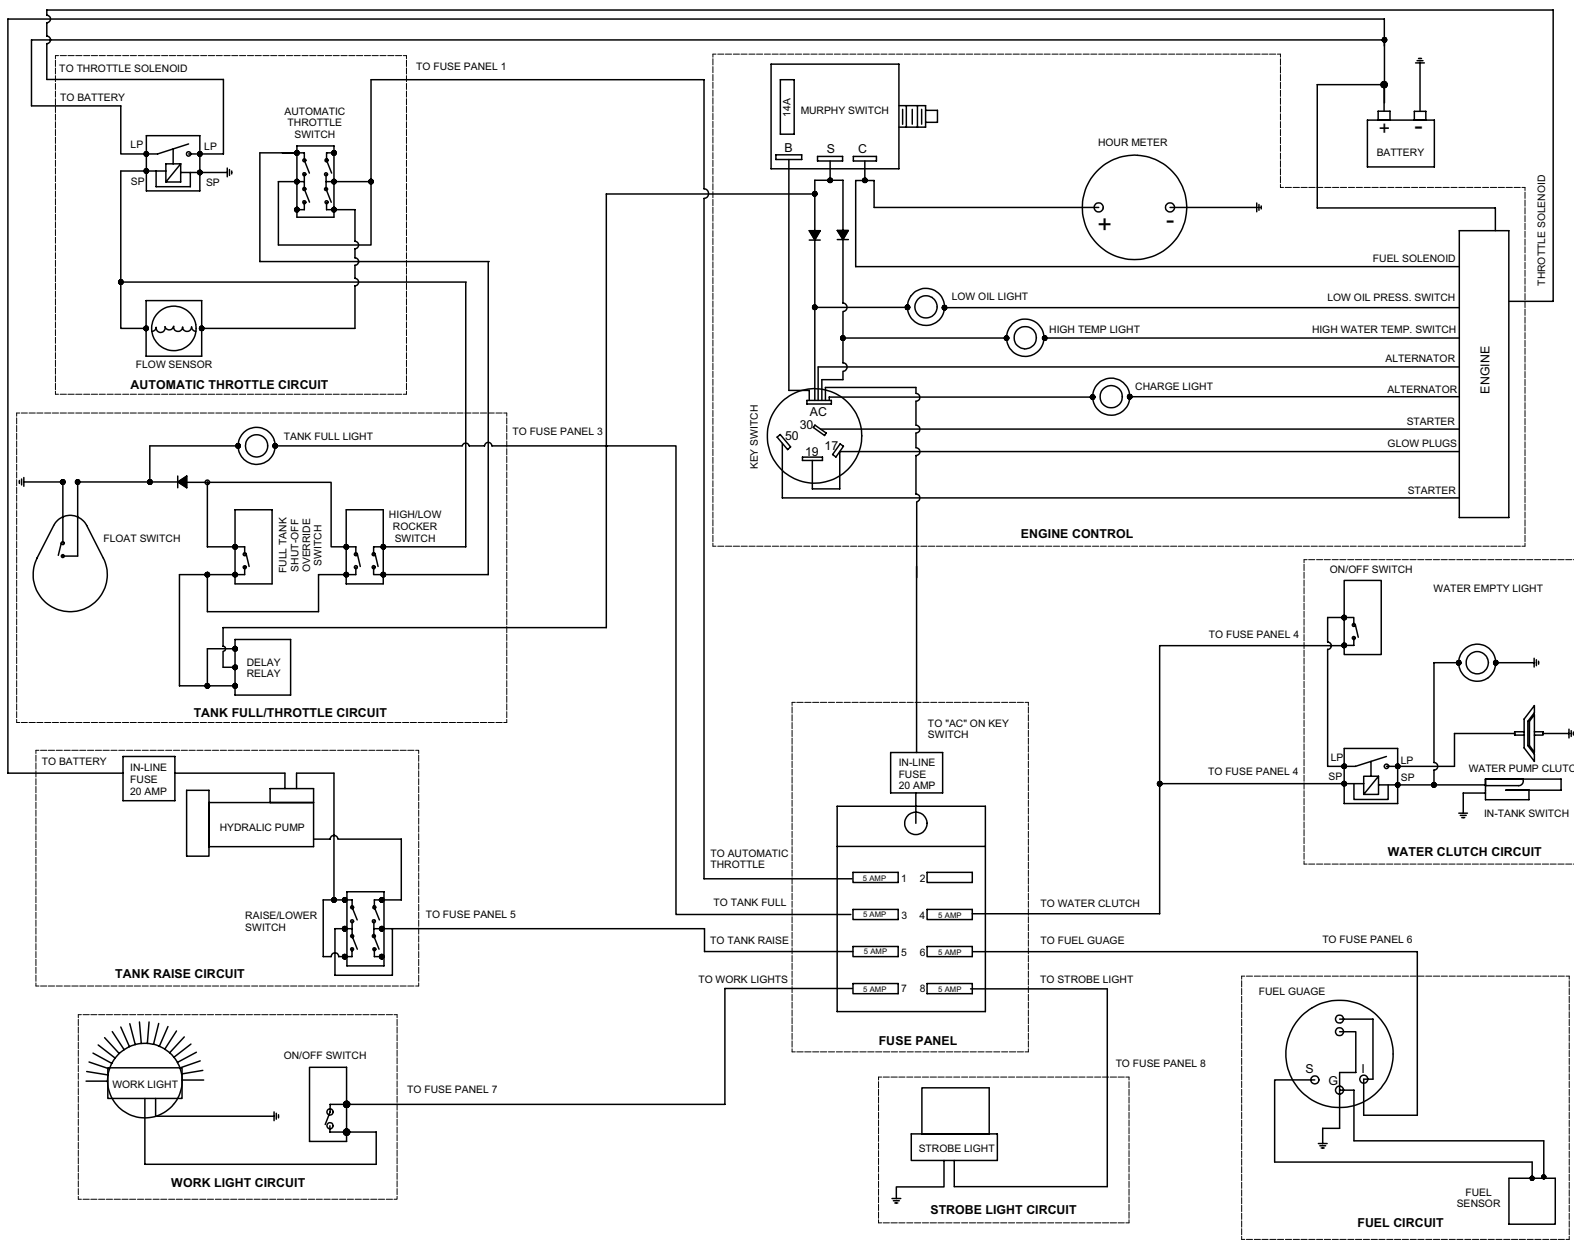 TO THROTTLE SOLENOID
TO BATTERY
AUTOMATIC
THROTTLE
SWITCH
LP
LP
SP
SP
FLOW SENSOR
AUTOMATIC THROTTLE CIRCUIT
TO FUSE PANEL 1
14A
MURPHY SWITCH
B
S
C
HOUR METER
+
-
+
-
BATTERY
THROTTLE SOLENOID
FUEL SOLENOID
LOW OIL LIGHT
LOW OIL PRESS. SWITCH
HIGH TEMP LIGHT
HIGH WATER TEMP. SWITCH
ALTERNATOR
CHARGE LIGHT
ALTERNATOR
STARTER
GLOW PLUGS
STARTER
ENGINE
KEY SWITCH
AC
30
50
17
19
ENGINE CONTROL
TANK FULL LIGHT
TO FUSE PANEL 3
FLOAT SWITCH
FULL TANK
SHUT-OFF
OVERRIDE
SWITCH
HIGH/LOW
ROCKER
SWITCH
DELAY
RELAY
TANK FULL/THROTTLE CIRCUIT
TO BATTERY
IN-LINE
FUSE
20 AMP
HYDRALIC PUMP
RAISE/LOWER
SWITCH
TO FUSE PANEL 5
TANK RAISE CIRCUIT
WORK LIGHT
ON/OFF SWITCH
TO FUSE PANEL 7
WORK LIGHT CIRCUIT
TO "AC" ON KEY
SWITCH
IN-LINE
FUSE
20 AMP
TO AUTOMATIC
THROTTLE
5 AMP 1 2
TO TANK FULL
5 AMP 3 4 5 AMP
TO WATER CLUTCH
TO TANK RAISE
5 AMP 5 6 5 AMP
TO FUEL GUAGE
TO WORK LIGHTS
5 AMP 7 8 5 AMP
TO STROBE LIGHT
FUSE PANEL
TO FUSE PANEL 8
STROBE LIGHT
STROBE LIGHT CIRCUIT
ON/OFF SWITCH
WATER EMPTY LIGHT
TO FUSE PANEL 4
TO FUSE PANEL 4
LP
LP
SP
SP
WATER PUMP CLUTC
IN-TANK SWITCH
WATER CLUTCH CIRCUIT
TO FUSE PANEL 6
FUEL GUAGE
S
G
I
FUEL
SENSOR
FUEL CIRCUIT